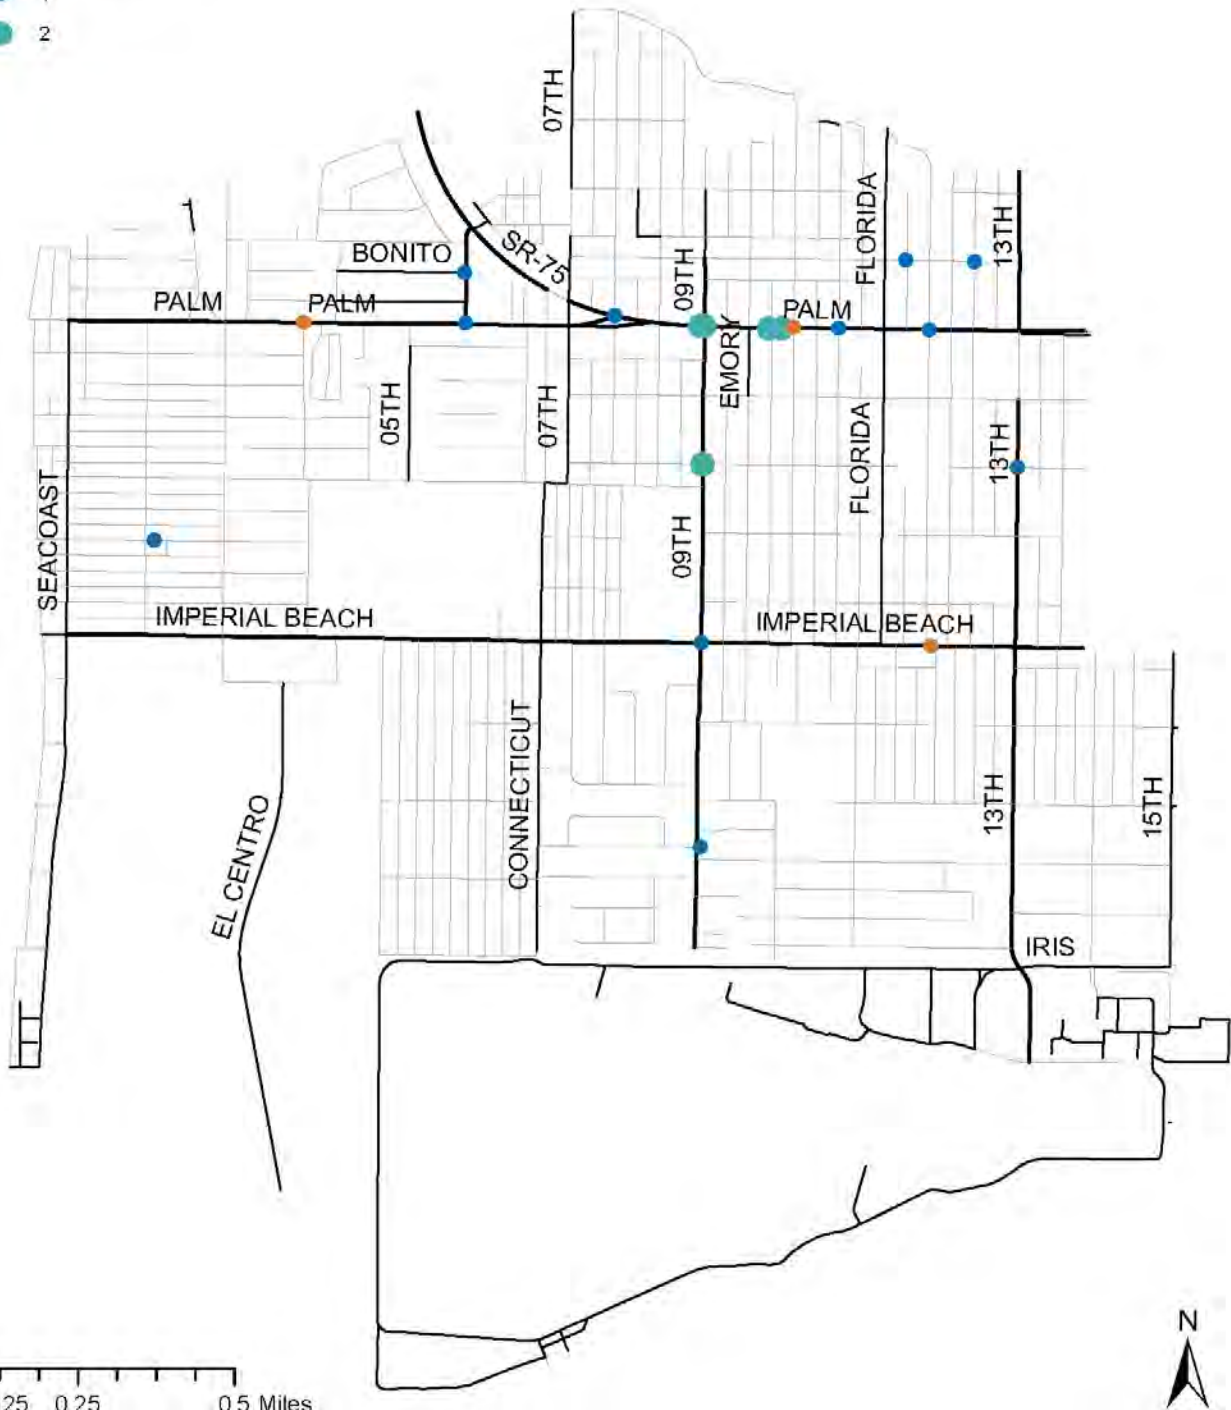 2
07TH
FLORIDA
13TH
SR-75
BONITO
09TH
PALM
PALM
PALM
EMORY
05TH
07TH
FLORIDA
13TH
SEACOAST
09TH
IMPERIAL BEACH
IMPERIAL BEACH
CONNECTICUT
13TH
15TH
EL CENTRO
IRIS
N
25 0.25 0.5 Miles